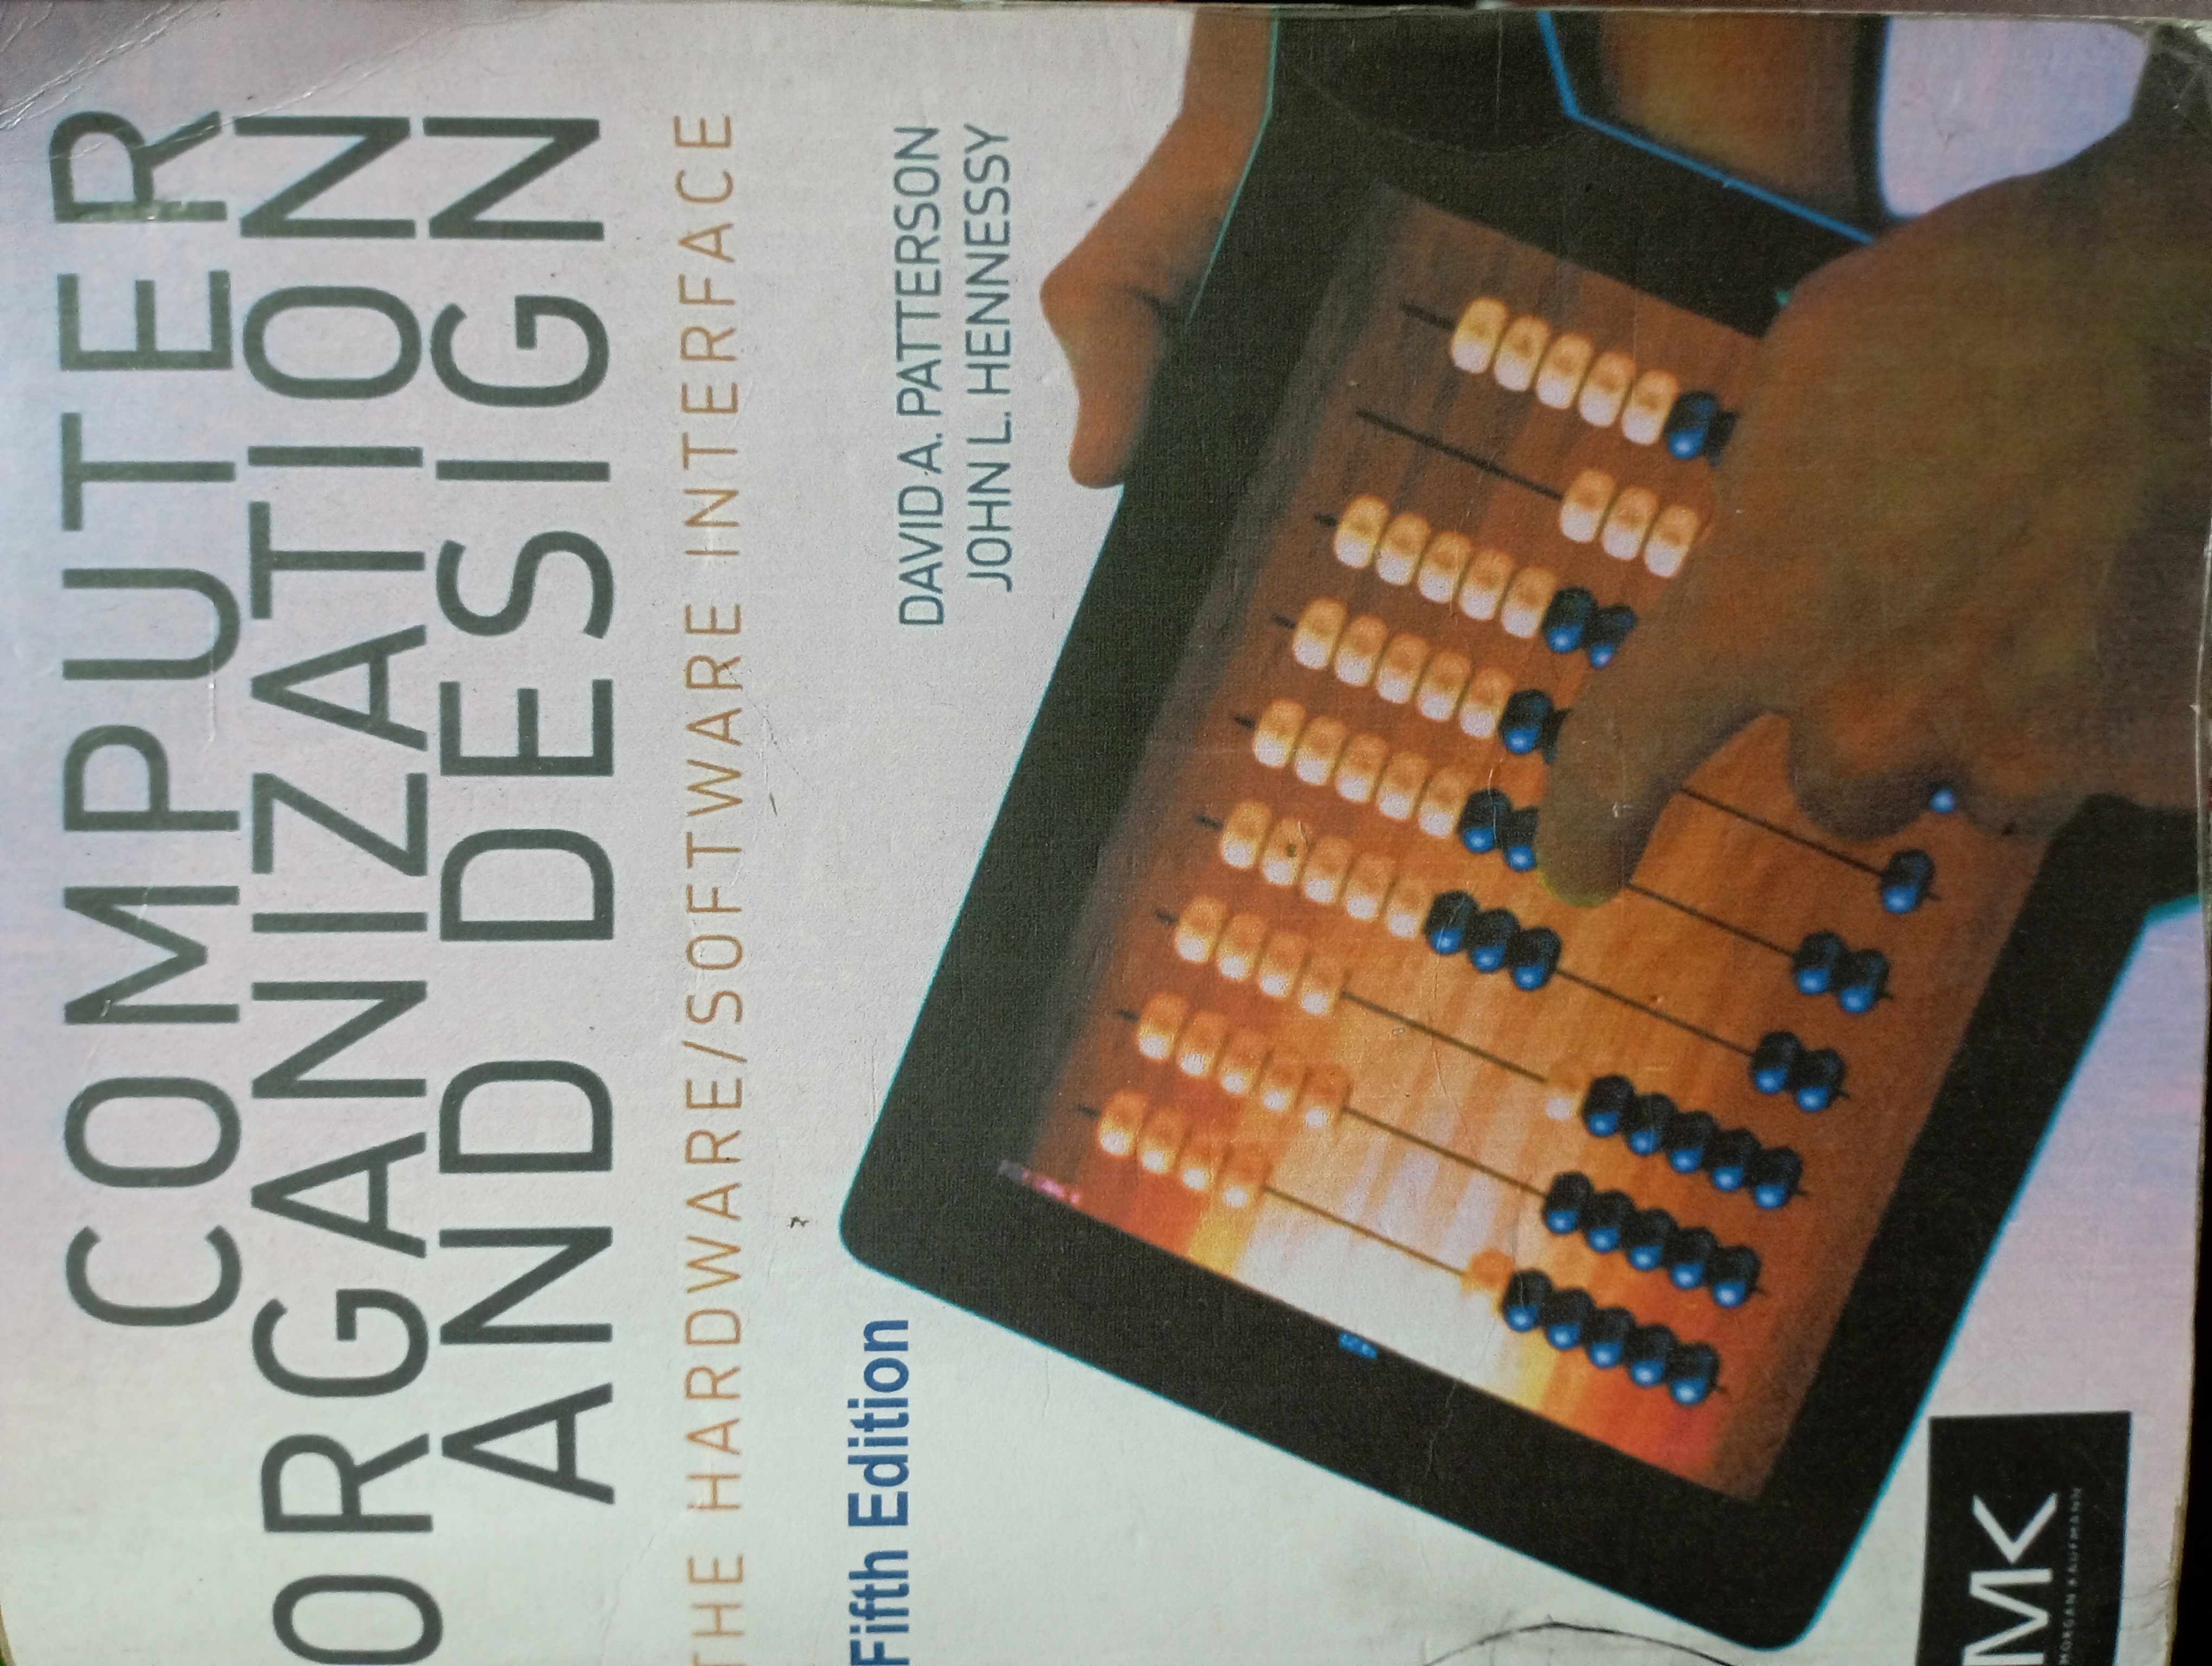 COMPUTER
ORGANIZATION
AND DESIGN
THE HARDWARE/SOFTWARE INTERFACE
Fifth Edition
DAVID A. PATTERSON
JOHN L. HENNESSY
MK
MORGAN KAUFMANN